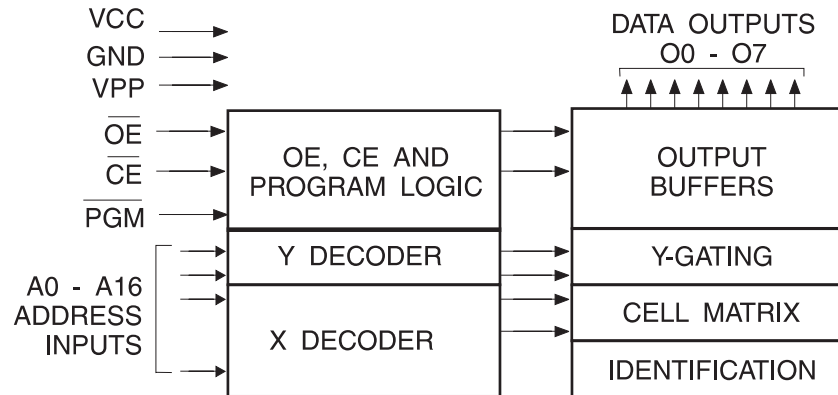 VCC
GND
VPP
OE
CE
PGM
A0 - A16
ADDRESS
INPUTS
OE, CE AND
PROGRAM LOGIC
Y DECODER
X DECODER
DATA OUTPUTS
O0 - O7
OUTPUT
BUFFERS
Y-GATING
CELL MATRIX
IDENTIFICATION